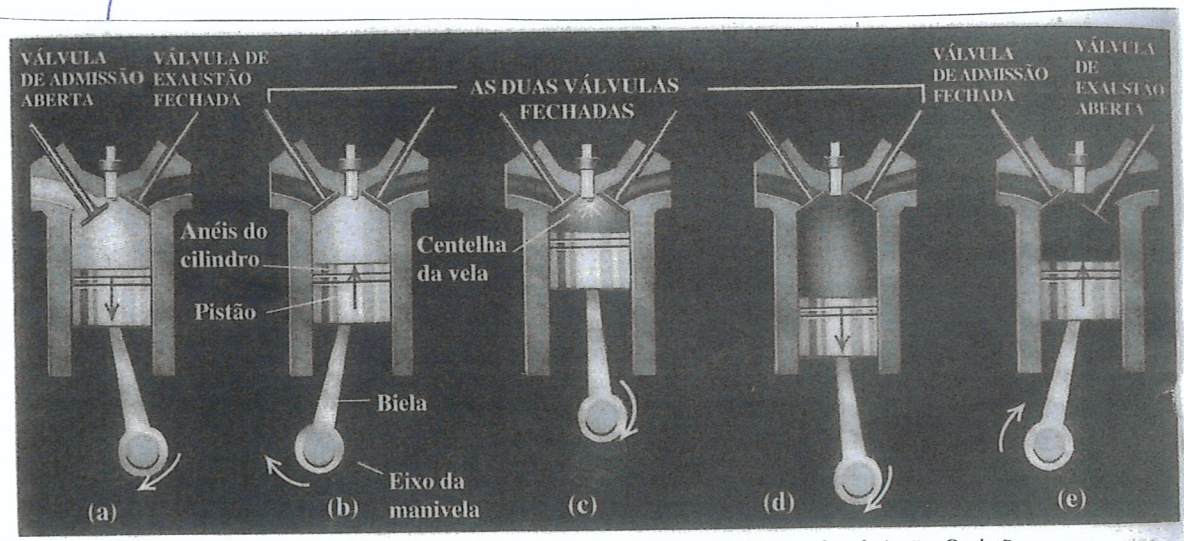 VÁLVULA
DE ADMISSÃO
ABERTA
VÁLVULA DE
EXAUSTÃO
FECHADA
AS DUAS VÁLVULAS
FECHADAS
VÁLVULA
DE ADMISSÃO
FECHADA
VÁLVULA
DE
EXAUSTÃO
ABERTA
Anéis do
cilindro
Pistão
Centelha
da vela
Biela
Eixo da
manivela
(a)
(b)
(c)
(d)
(e)